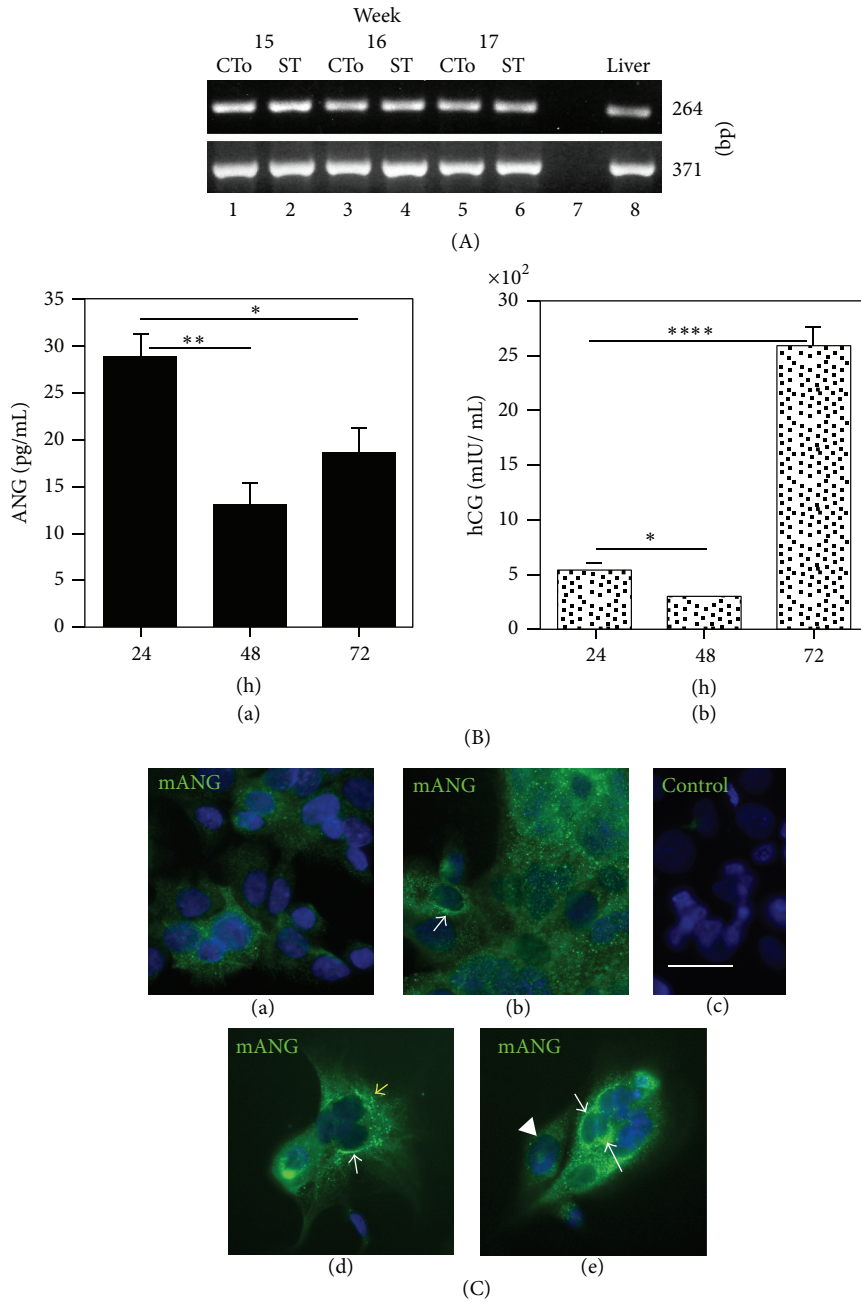 Week
15 16 17
CTo ST CTo ST CTo ST Liver
264
371
(bp)
1 2 3 4 5 6 7 8
(A)
35
30
25
20
15
10
5
0
ANG (pg/mL)
*
**
24 48 72
(h)
(a)
×10²
30
25
20
15
10
5
0
hCG (mIU/ mL)
****
*
24 48 72
(h)
(b)
(B)
mANG
(a)
mANG
(b)
Control
(c)
mANG
(d)
mANG
(e)
(C)